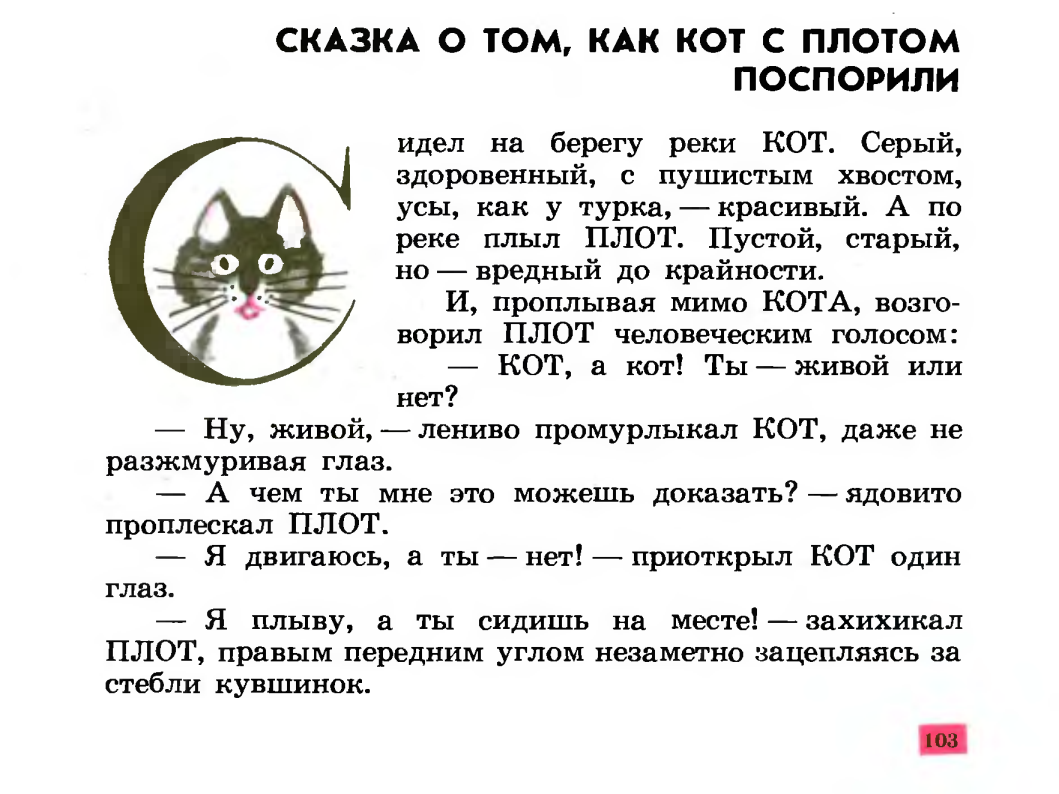 СКАЗКА О ТОМ, КАК КОТ С ПЛОТОМ
ПОСПОРИЛИ
Сидел на берегу реки КОТ. Серый,
здоровенный, с пушистым хвостом,
усы, как у турка, — красивый. А по
реке плыл ПЛОТ. Пустой, старый,
но — вредный до крайности.
И, проплывая мимо КОТА, возго-
ворил ПЛОТ человеческим голосом:
— КОТ, а кот! Ты — живой или
нет?
— Ну, живой, — лениво промурлыкал КОТ, даже не
разжмуривая глаз.
— А чем ты мне это можешь доказать? — ядовито
проплескал ПЛОТ.
— Я двигаюсь, а ты — нет! — приоткрыл КОТ один
глаз.
— Я плыву, а ты сидишь на месте! — захихикал
ПЛОТ, правым передним углом незаметно зацепляясь за
стебли кувшинок.
103